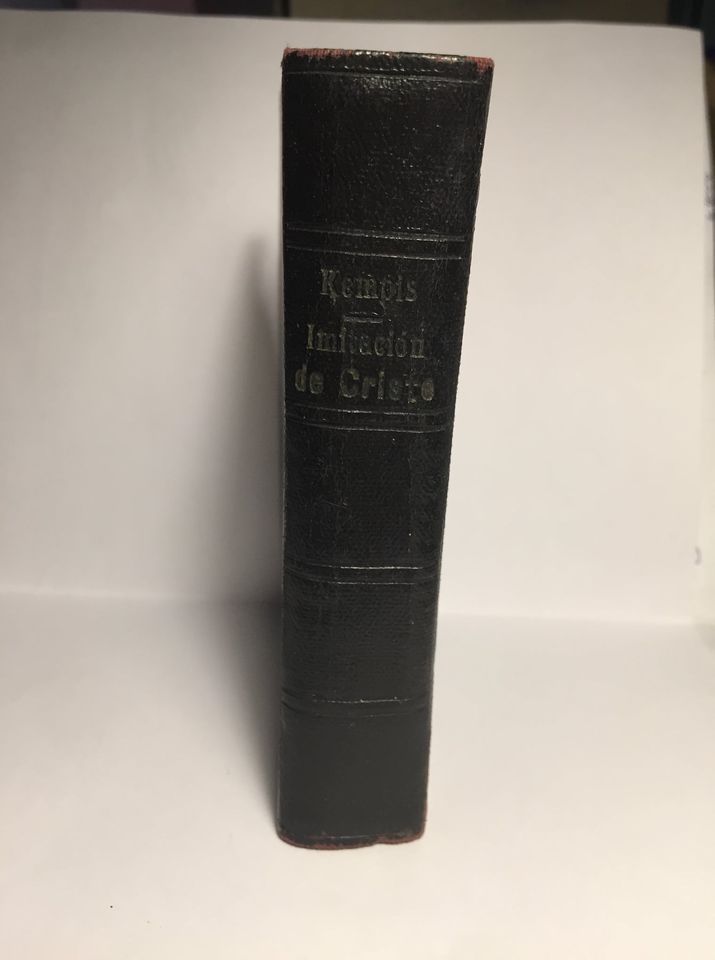 Kempis
Imitación
de Cristo